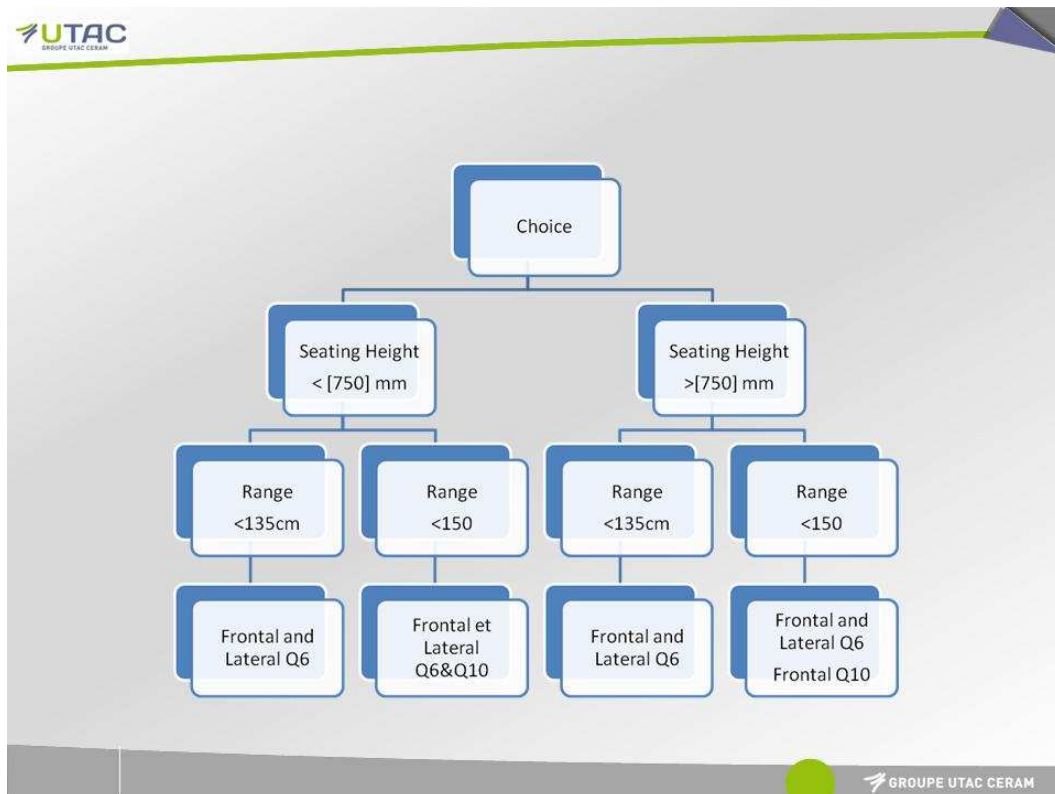 UTAC
GROUPE UTAC CERAM
Choice
Seating Height
< [750] mm
Seating Height
>[750] mm
Range
<135cm
Range
<150
Range
<135cm
Range
<150
Frontal and
Lateral Q6
Frontal et
Lateral
Q6&Q10
Frontal and
Lateral Q6
Frontal and
Lateral Q6
Frontal Q10
GROUPE UTAC CERAM